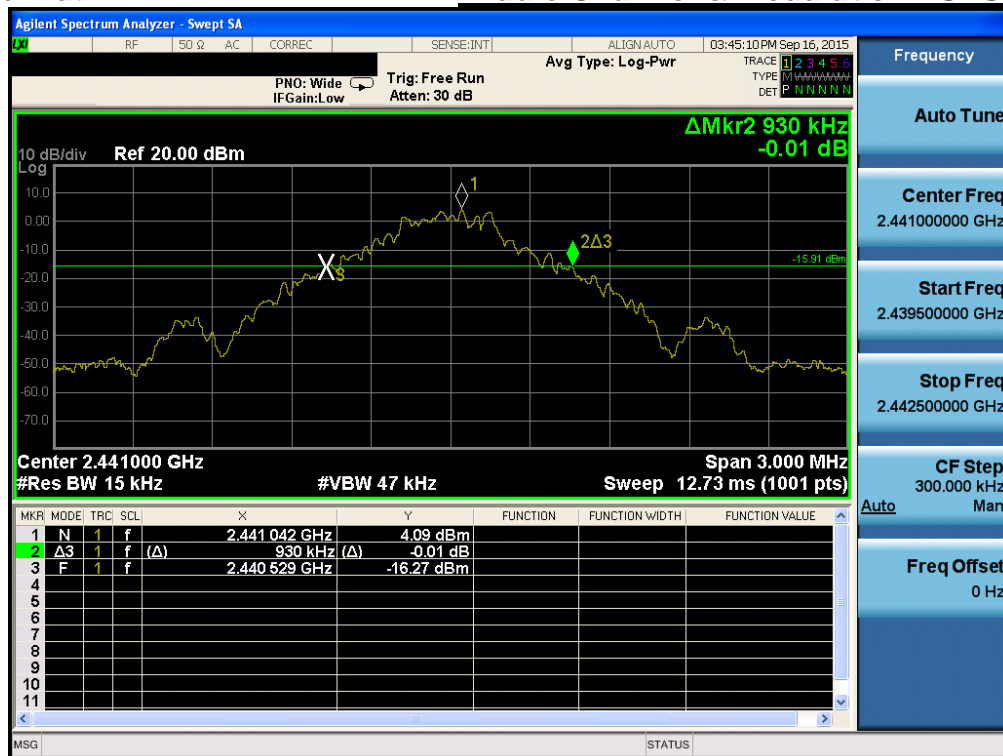 Agilent Spectrum Analyzer - Swept SA
LXI RF 50 Ω AC CORREC SENSE:INT ALIGN AUTO 03:45:10 PM Sep 16, 2015
PNO: Wide IFGain:Low
Trig: Free Run
Atten: 30 dB
Avg Type: Log-Pwr
TRACE 1 2 3 4 5 6
TYPE M
DET P N N N N N
ΔMkr2 930 kHz
-0.01 dB
10 dB/div Ref 20.00 dBm
Log
10.0
0.00
-10.0
-20.0
-30.0
-40.0
-50.0
-60.0
-70.0
1
2Δ3
3
-15.91 dBm
Center 2.441000 GHz Span 3.000 MHz
#Res BW 15 kHz #VBW 47 kHz Sweep 12.73 ms (1001 pts)
MKR MODE TRC SCL X Y FUNCTION FUNCTION WIDTH FUNCTION VALUE
1 N 1 f 2.441 042 GHz 4.09 dBm
2 Δ3 1 f (Δ) 930 kHz (Δ) -0.01 dB
3 F 1 f 2.440 529 GHz -16.27 dBm
4
5
6
7
8
9
10
11
MSG STATUS
Frequency
Auto Tune
Center Freq
2.441000000 GHz
Start Freq
2.439500000 GHz
Stop Freq
2.442500000 GHz
CF Step
300.000 kHz
Auto Man
Freq Offset
0 Hz